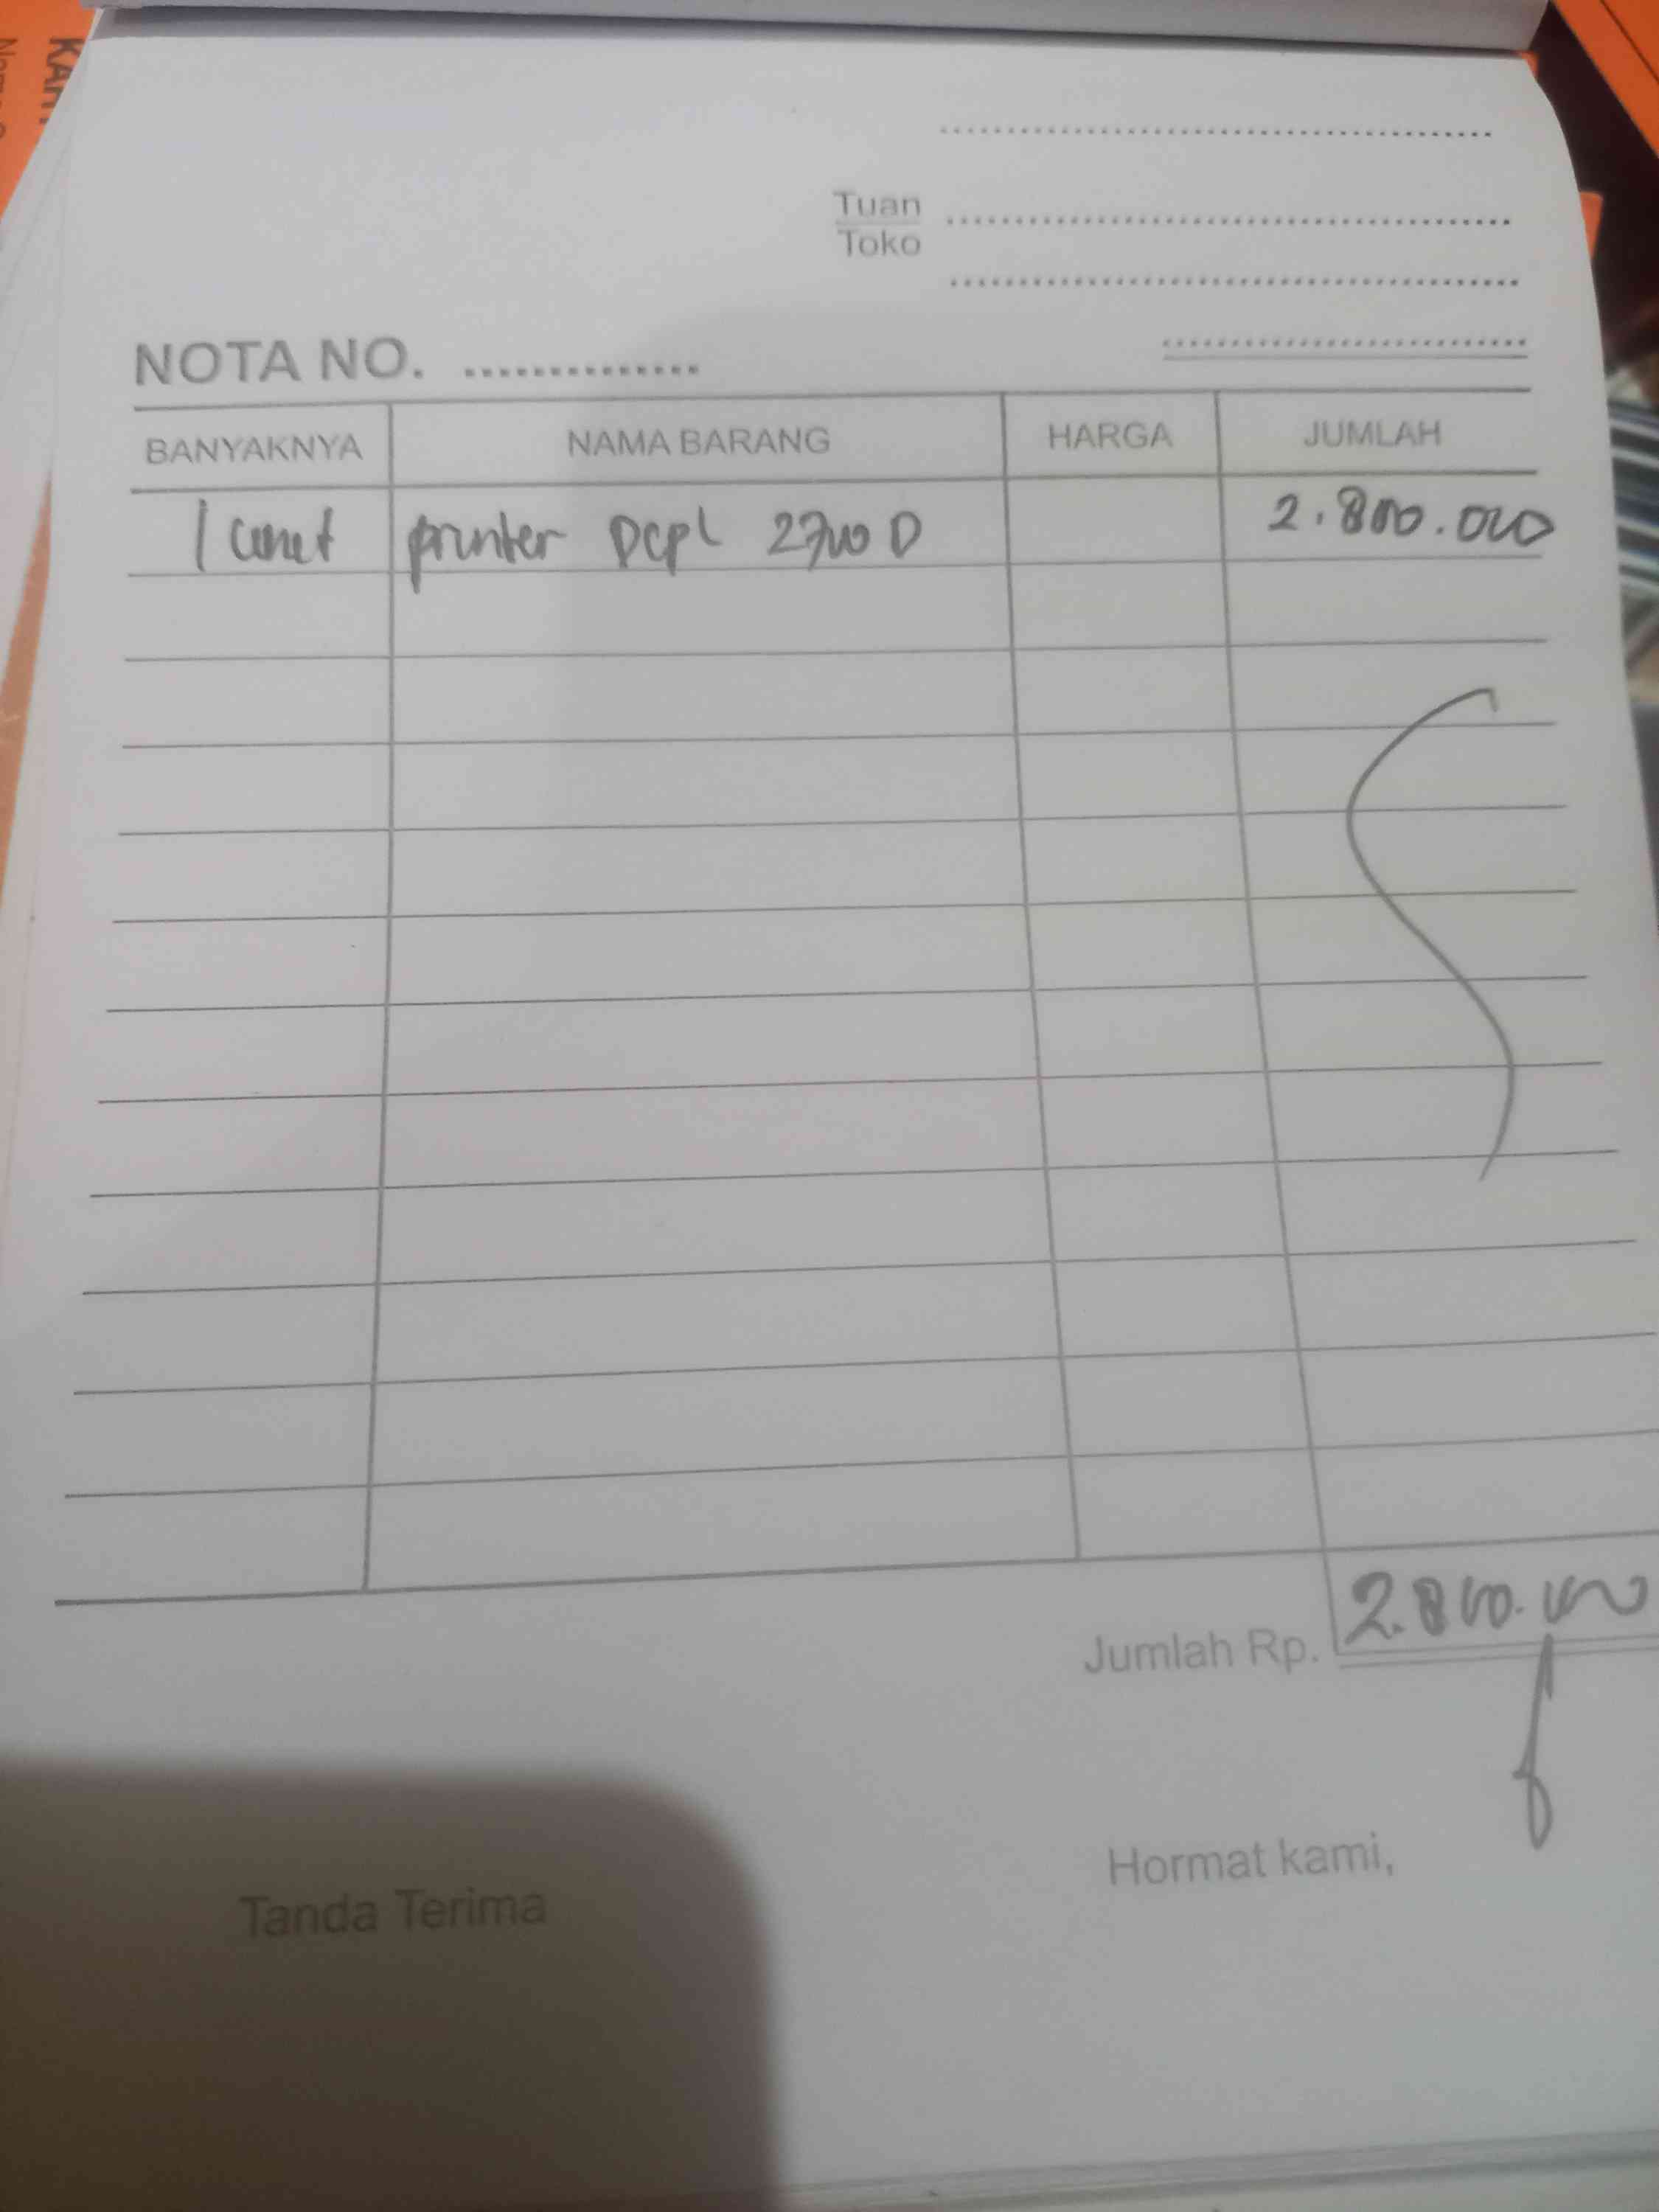 Tuan
Toko
NOTA NO. ..............
BANYAKNYA NAMA BARANG HARGA JUMLAH
1 unit printer Dcpl 2700 D 2.800.000
Jumlah Rp. 2.800.000
Tanda Terima Hormat kami,